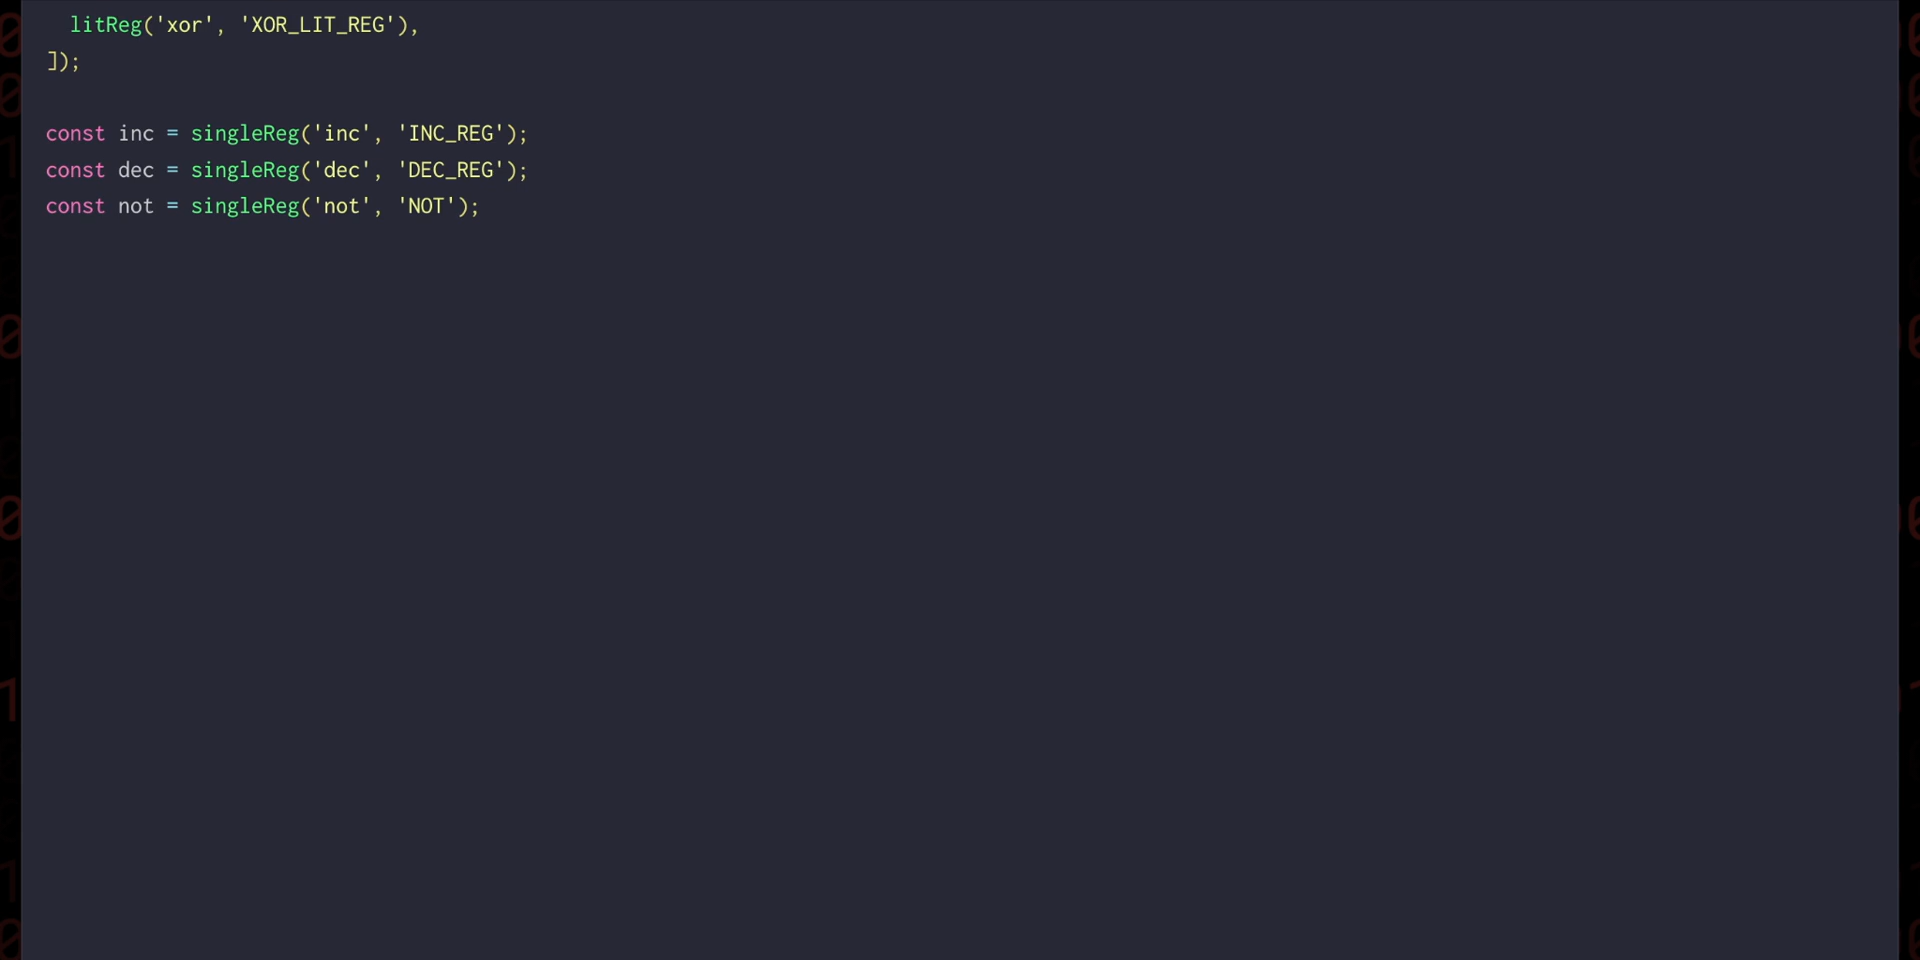 litReg('xor', 'XOR_LIT_REG'),
]);
const inc = singleReg('inc', 'INC_REG');
const dec = singleReg('dec', 'DEC_REG');
const not = singleReg('not', 'NOT');